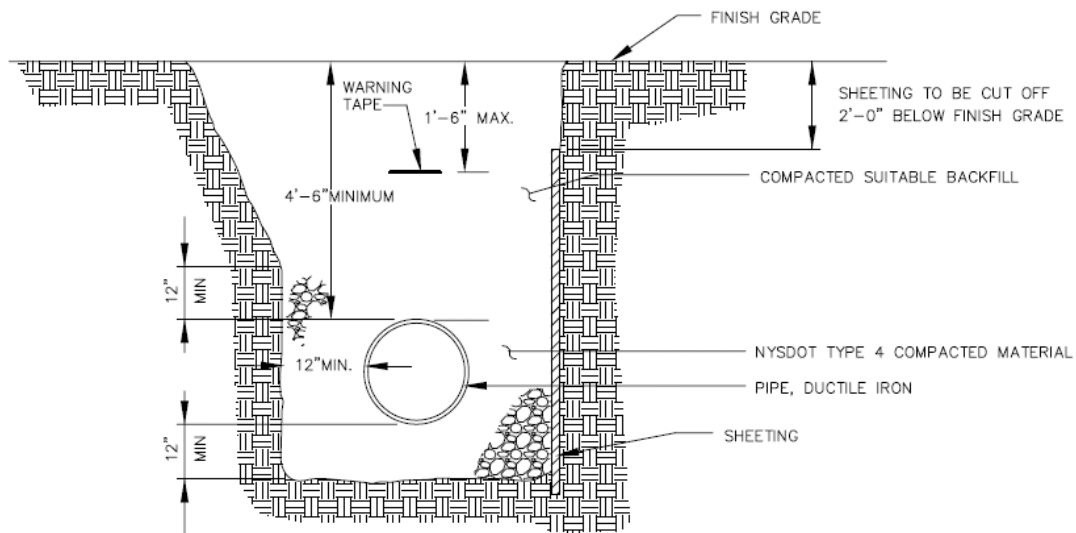 FINISH GRADE
WARNING
TAPE
1'-6" MAX.
SHEETING TO BE CUT OFF
2'-0" BELOW FINISH GRADE
4'-6"MINIMUM
COMPACTED SUITABLE BACKFILL
12"
MIN
12"MIN.
NYSDOT TYPE 4 COMPACTED MATERIAL
PIPE, DUCTILE IRON
12"
MIN
SHEETING